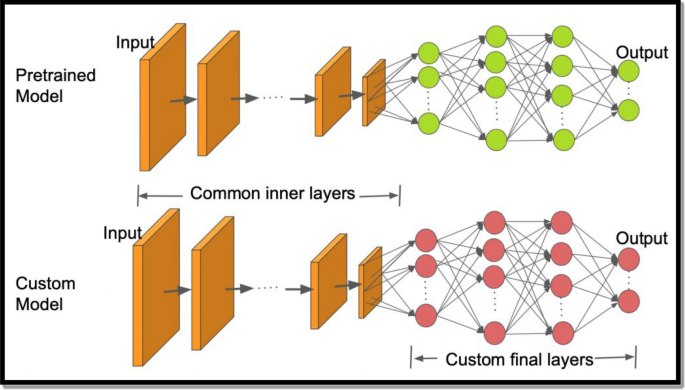 Input
Output
Pretrained
Model
Common inner layers
Input
Output
Custom
Model
Custom final layers